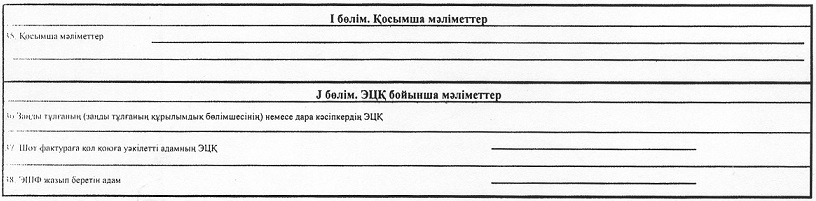 I бөлім. Қосымша мәліметтер
35. Қосымша мәліметтер
J бөлім. ЭЦҚ бойынша мәліметтер
36 Заңды тұлғаның (заңды тұлғаның құрылымдық бөлімшесінің) немесе дара кәсіпкердің ЭЦҚ
37. Шот фактураға қол қоюға уәкілетті адамның ЭЦҚ
38. ЭШФ жазып беретін адам